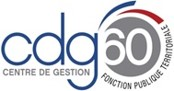 cdg60
CENTRE DE GESTION
FONCTION PUBLIQUE TERRITORIALE